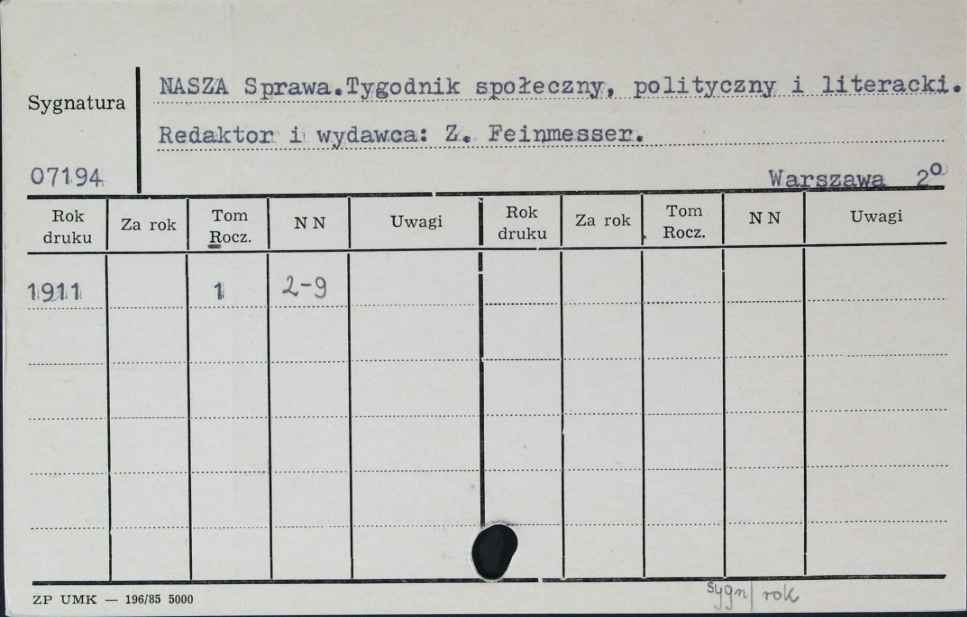 NASZA Sprawa.Tygodnik społeczny, polityczny i literacki.
Sygnatura
Redaktor i wydawca: Z. Feinmesser.
07194
Warszawa 2º
Rok druku Za rok Tom Rocz. N N Uwagi Rok druku Za rok Tom Rocz. N N Uwagi
1911 1 2-9
ZP UMK — 196/85 5000
Sygn/rok